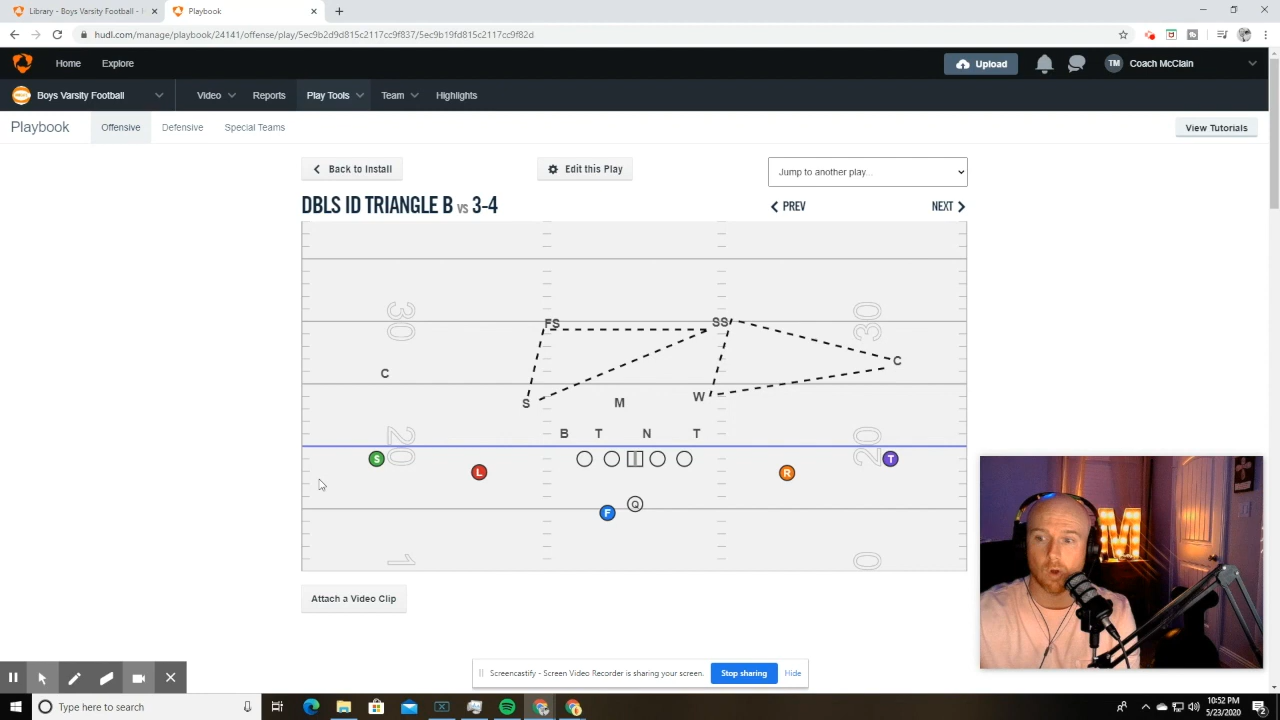 Library - Boys Varsity Football -
Playbook
hudl.com/manage/playbook/24141/offense/play/5ec9b2d9d815c2117cc9f837/5ec9b19fd815c2117cc9f82d
Home
Explore
Upload
TM
Coach McClain
Boys Varsity Football
Video
Reports
Play Tools
Team
Highlights
Playbook
Offensive
Defensive
Special Teams
View Tutorials
Back to Install
Edit this Play
Jump to another play...
DBLS ID TRIANGLE B vs 3-4
PREV
NEXT
30
30
FS
SS
C
C
S
M
W
B
T
N
T
20
20
S
L
R
T
F
Q
1
0
M
Attach a Video Clip
Screencastify - Screen Video Recorder is sharing your screen.
Stop sharing
Hide
Type here to search
10:52 PM
5/23/2020
2